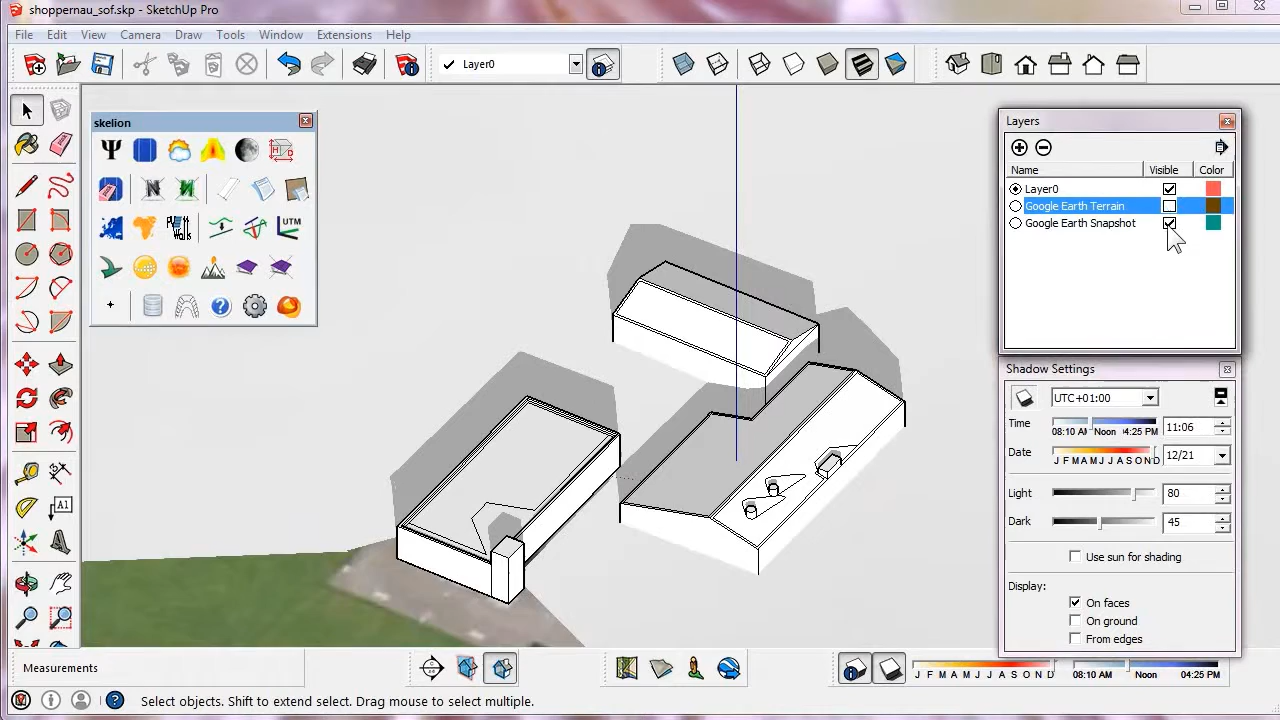 shoppernau_sof.skp - SketchUp Pro
File Edit View Camera Draw Tools Window Extensions Help
Layer0
skelion
UTM
A1
Layers
Name Visible Color
Layer0
Google Earth Terrain
Google Earth Snapshot
Shadow Settings
UTC+01:00
Time 08:10 AM Noon 04:25 PM 11:06
Date J F M A M J J A S O N D 12/21
Light 80
Dark 45
Use sun for shading
Display:
On faces
On ground
From edges
Measurements
J F M A M J J A S O N D 08:10 AM Noon 04:25 PM
Select objects. Shift to extend select. Drag mouse to select multiple.